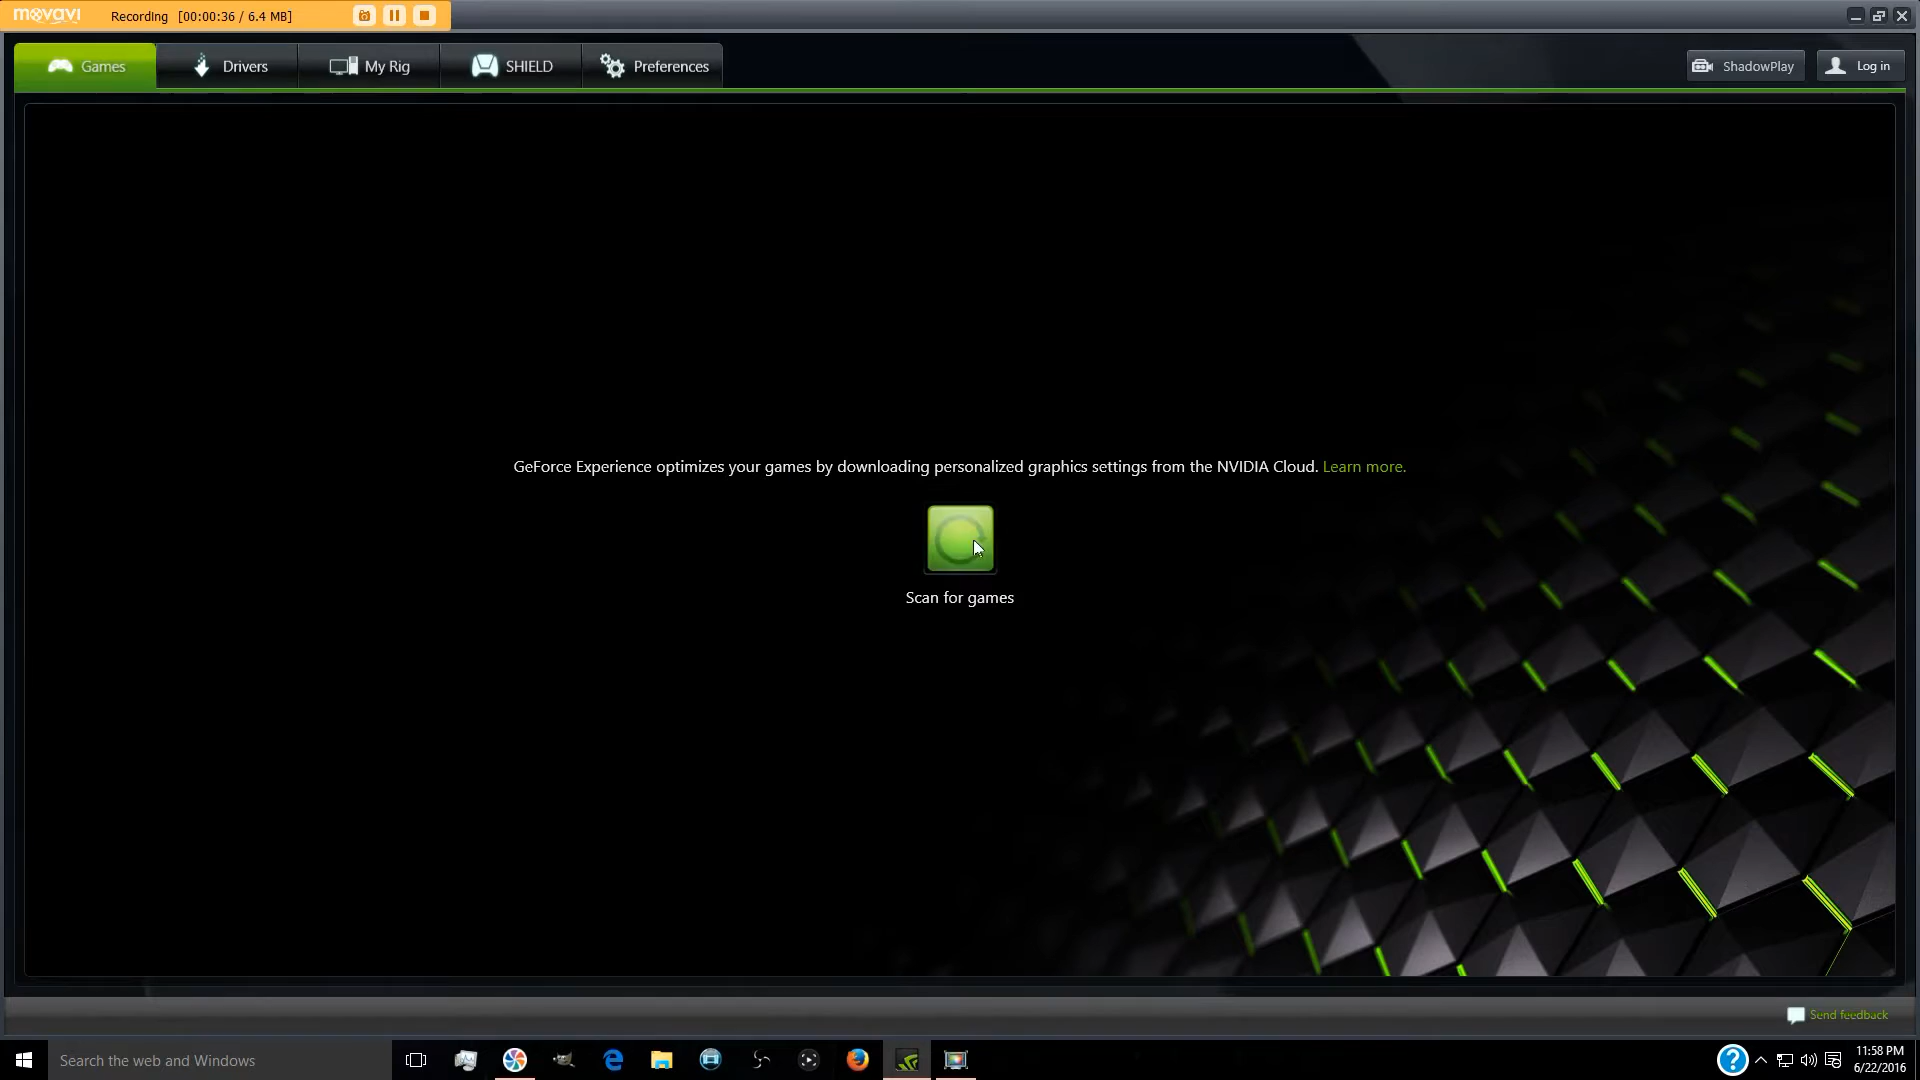 movavi Recording [00:00:36 / 6.4 MB]
Games Drivers My Rig SHIELD Preferences ShadowPlay Log in
GeForce Experience optimizes your games by downloading personalized graphics settings from the NVIDIA Cloud. Learn more.
Scan for games
Send feedback
Search the web and Windows
11:58 PM
6/22/2016